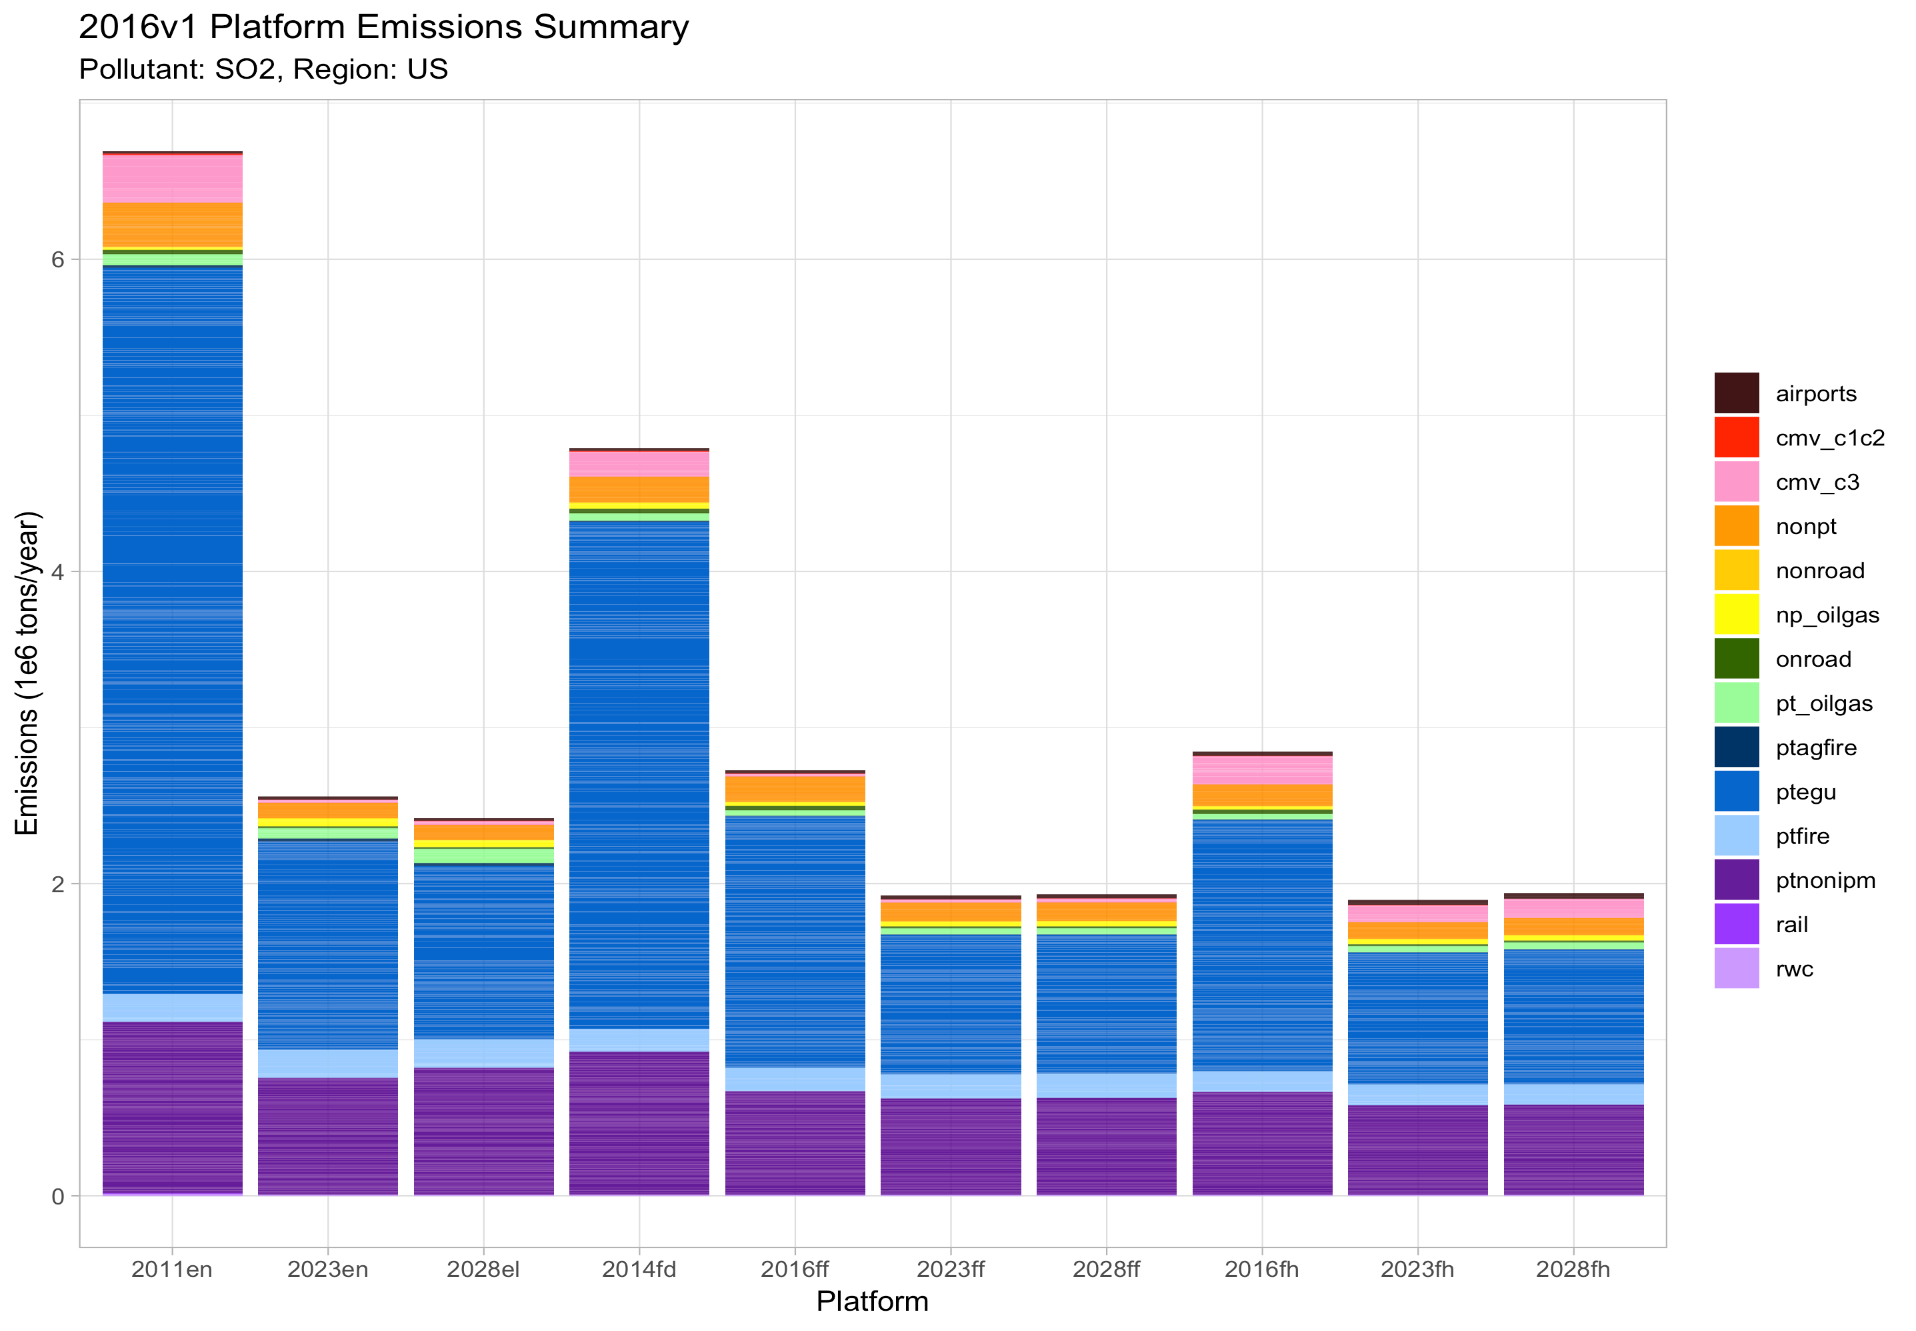 2016v1 Platform Emissions Summary
Pollutant: SO2, Region: US
Emissions (1e6 tons/year)
6
4
2
0
2011en 2023en 2028el 2014fd 2016ff 2023ff 2028ff 2016fh 2023fh 2028fh
Platform
airports
cmv_c1c2
cmv_c3
nonpt
nonroad
np_oilgas
onroad
pt_oilgas
ptagfire
ptegu
ptfire
ptnonipm
rail
rwc